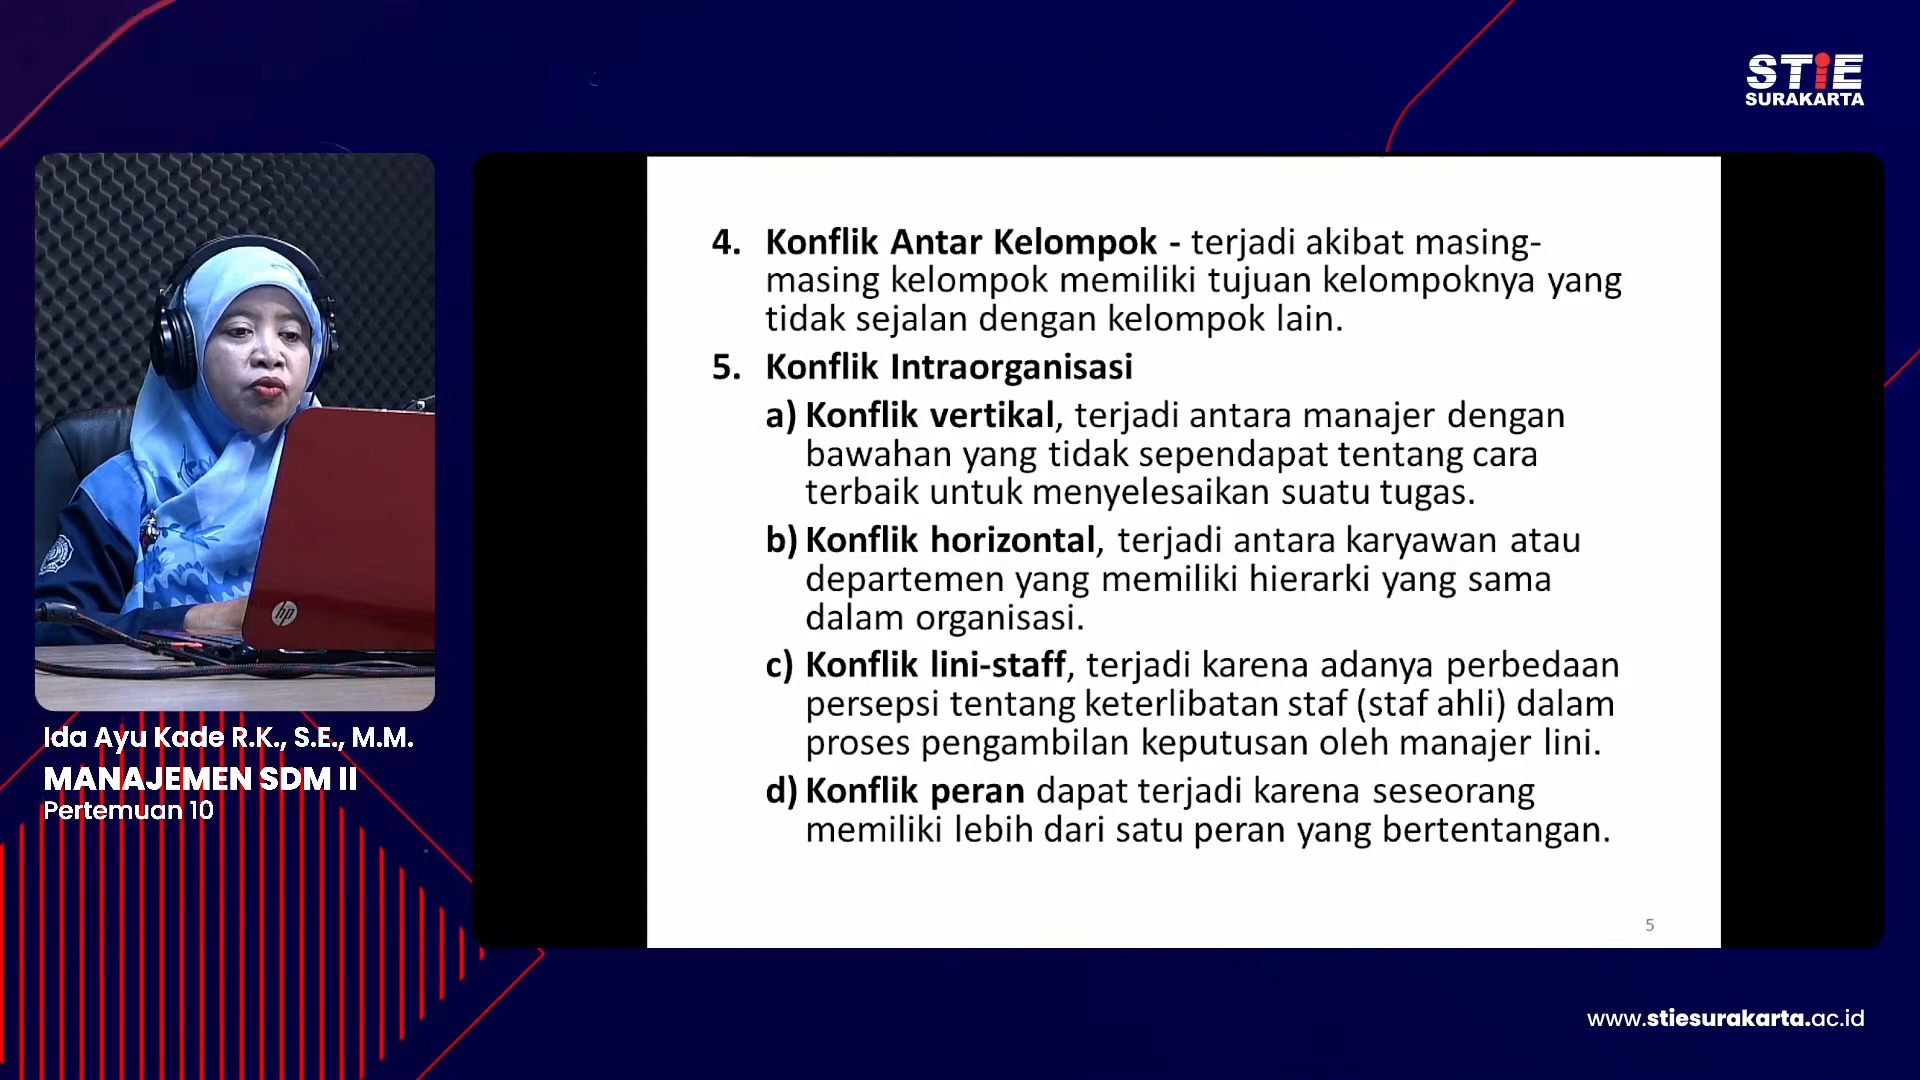 STiE
SURAKARTA
4. Konflik Antar Kelompok - terjadi akibat masing-
masing kelompok memiliki tujuan kelompoknya yang
tidak sejalan dengan kelompok lain.
5. Konflik Intraorganisasi
a) Konflik vertikal, terjadi antara manajer dengan
bawahan yang tidak sependapat tentang cara
terbaik untuk menyelesaikan suatu tugas.
b) Konflik horizontal, terjadi antara karyawan atau
departemen yang memiliki hierarki yang sama
dalam organisasi.
c) Konflik lini-staff, terjadi karena adanya perbedaan
persepsi tentang keterlibatan staf (staf ahli) dalam
proses pengambilan keputusan oleh manajer lini.
d) Konflik peran dapat terjadi karena seseorang
memiliki lebih dari satu peran yang bertentangan.
5
hp
Ida Ayu Kade R.K., S.E., M.M.
MANAJEMEN SDM II
Pertemuan 10
www.stiesurakarta.ac.id